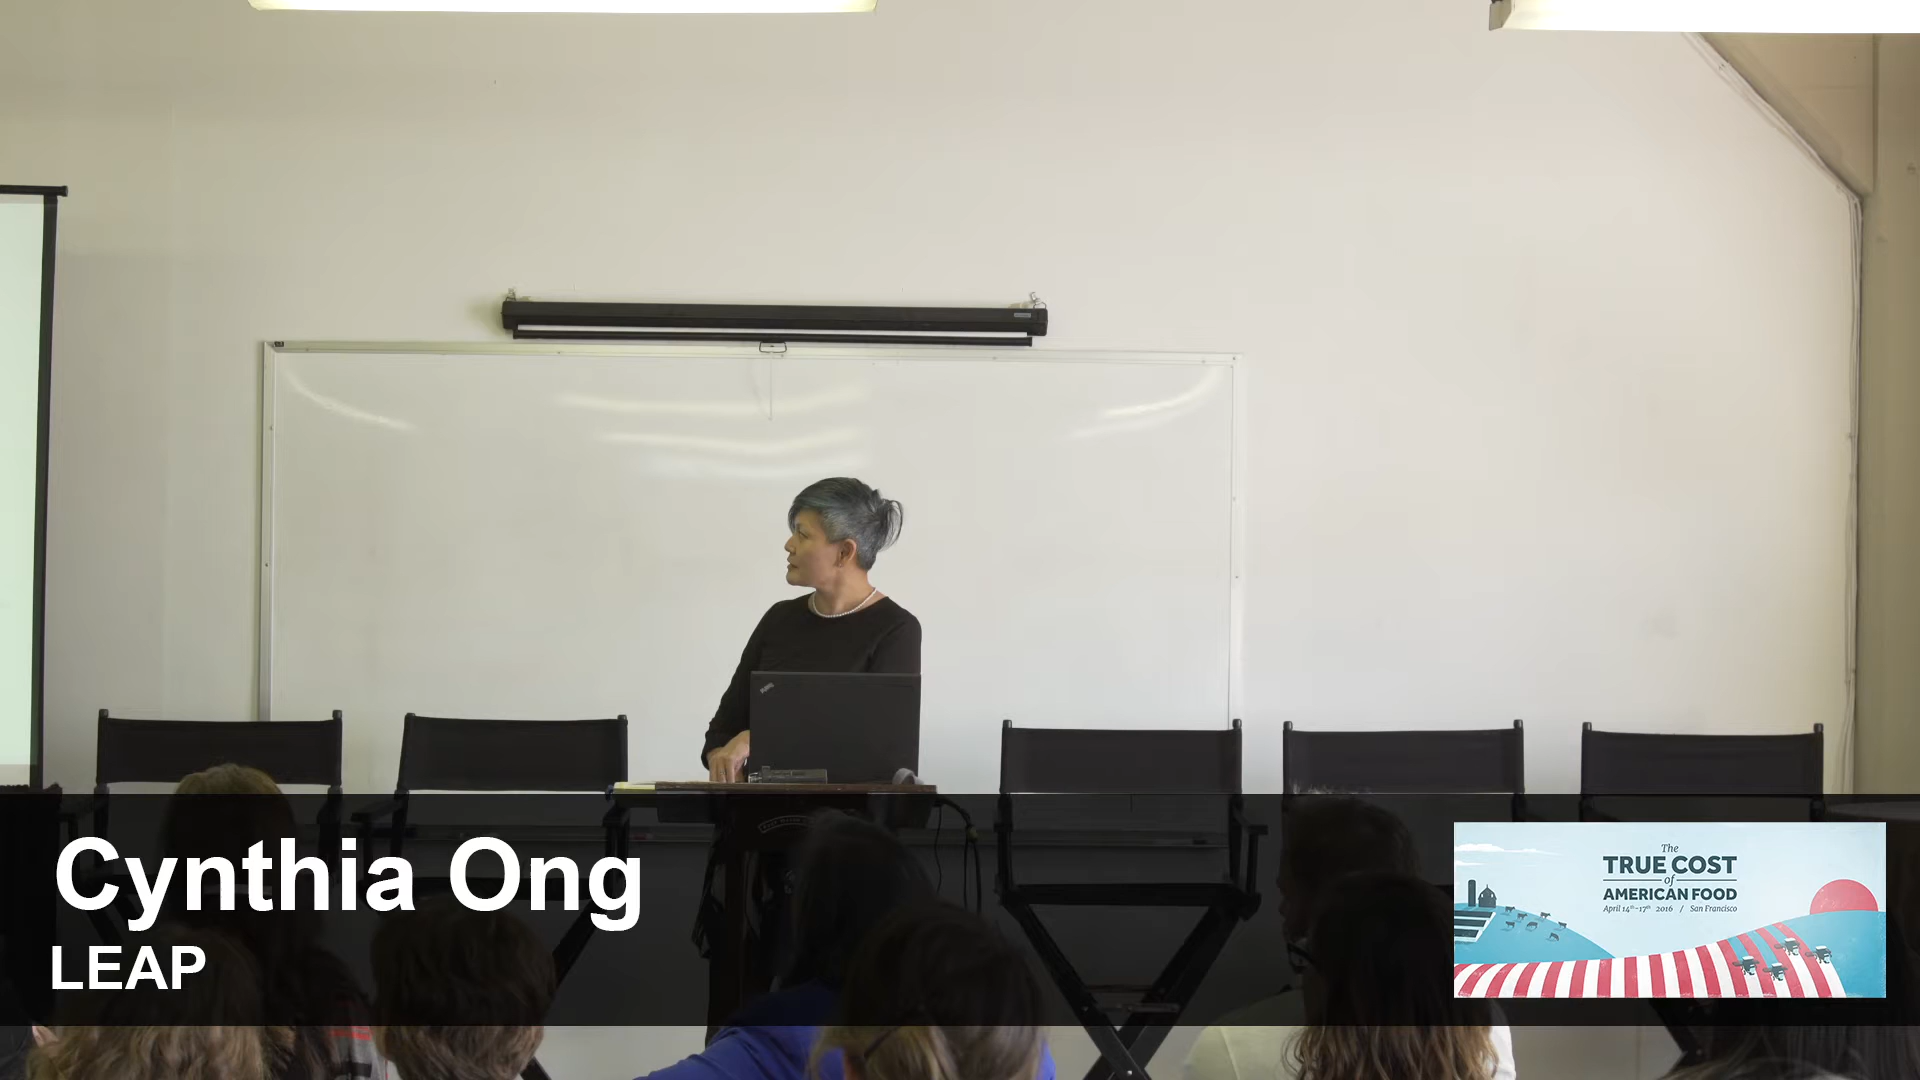 Cynthia Ong
LEAP
The
TRUE COST
of
AMERICAN FOOD
April 14th-17th 2016 / San Francisco